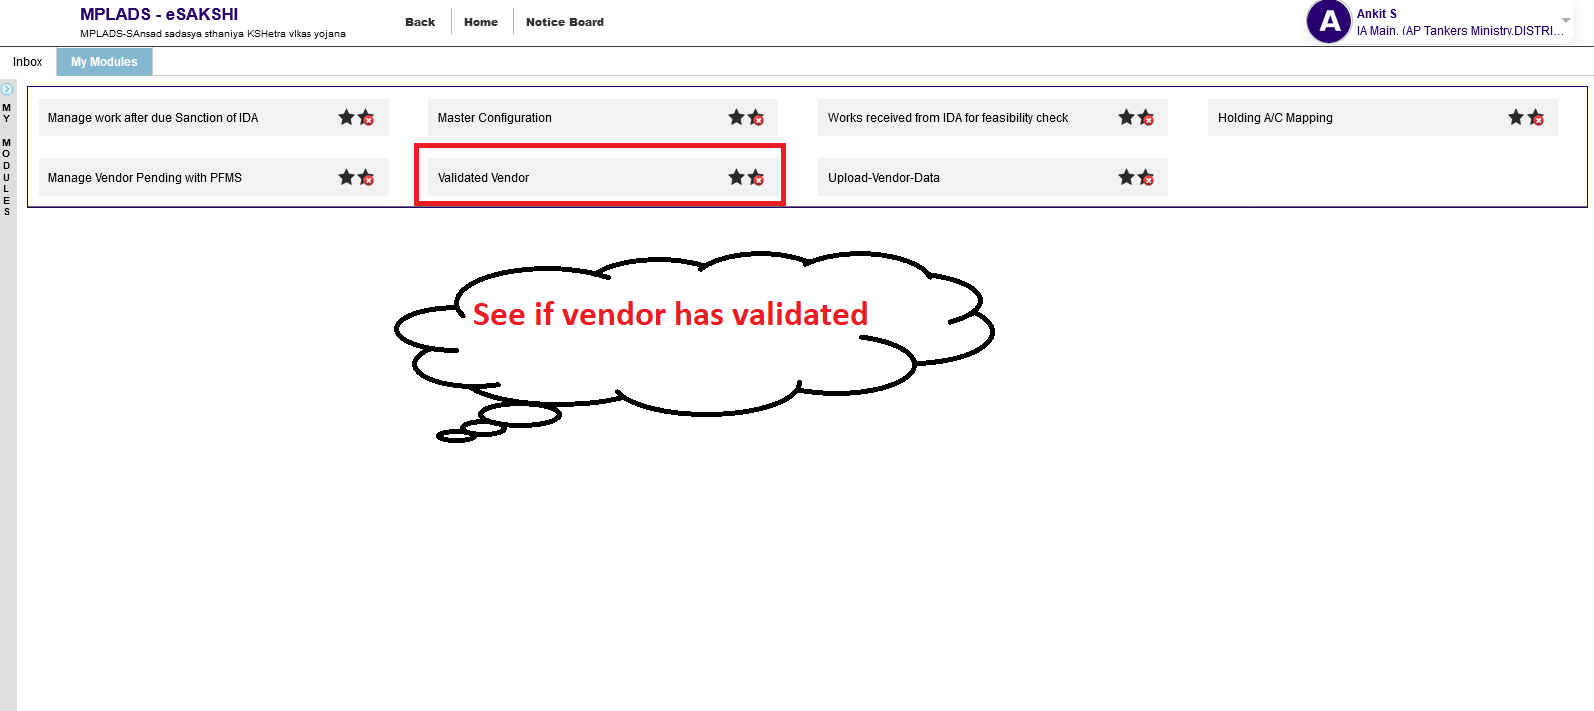 MPLADS - eSAKSHI
MPLADS-SAnsad sadasya sthaniya KSHetra vIkas yojana
Back
Home
Notice Board
A
Ankit S
IA Main, (AP Tankers Ministry,DISTRI...
Inbox
My Modules
MY MODULES
Manage work after due Sanction of IDA
Master Configuration
Works received from IDA for feasibility check
Holding A/C Mapping
Manage Vendor Pending with PFMS
Validated Vendor
Upload-Vendor-Data
See if vendor has validated